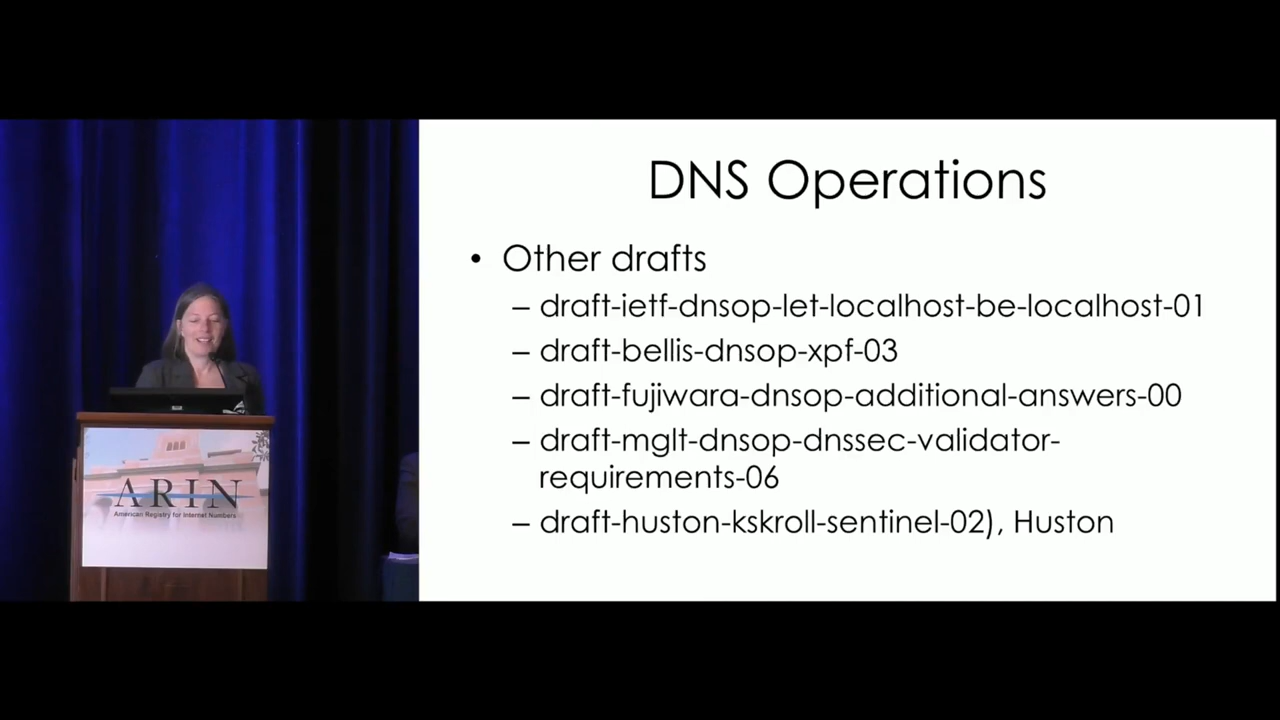 DNS Operations
• Other drafts
– draft-ietf-dnsop-let-localhost-be-localhost-01
– draft-bellis-dnsop-xpf-03
– draft-fujiwara-dnsop-additional-answers-00
– draft-mglt-dnsop-dnssec-validator-
requirements-06
– draft-huston-kskroll-sentinel-02), Huston
ARIN
American Registry for Internet Numbers